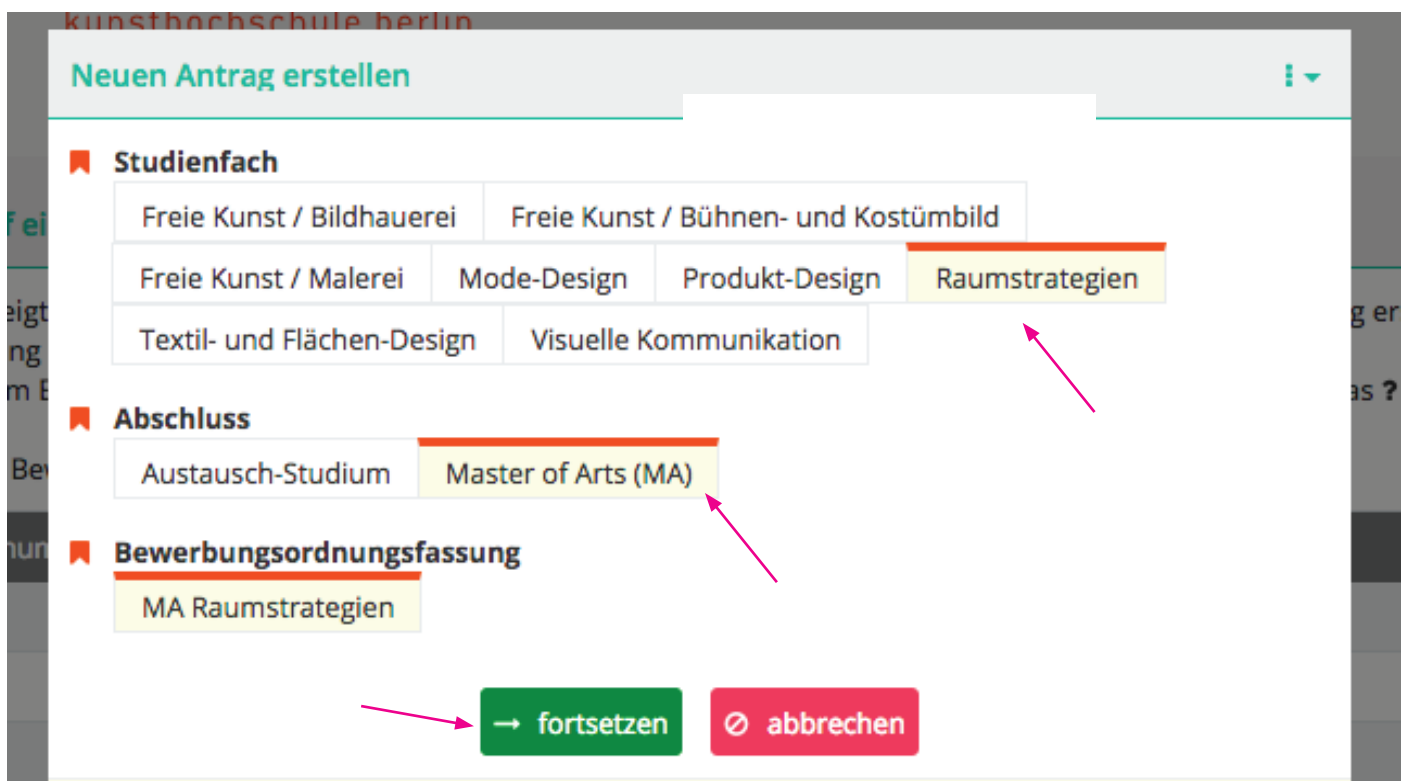 kunsthochschule berlin
Neuen Antrag erstellen
Studienfach
Freie Kunst / Bildhauerei Freie Kunst / Bühnen- und Kostümbild
Freie Kunst / Malerei Mode-Design Produkt-Design Raumstrategien
Textil- und Flächen-Design Visuelle Kommunikation
as ?
Abschluss
Austausch-Studium Master of Arts (MA)
Bewerbungsordnungsfassung
MA Raumstrategien
→ fortsetzen abbrechen